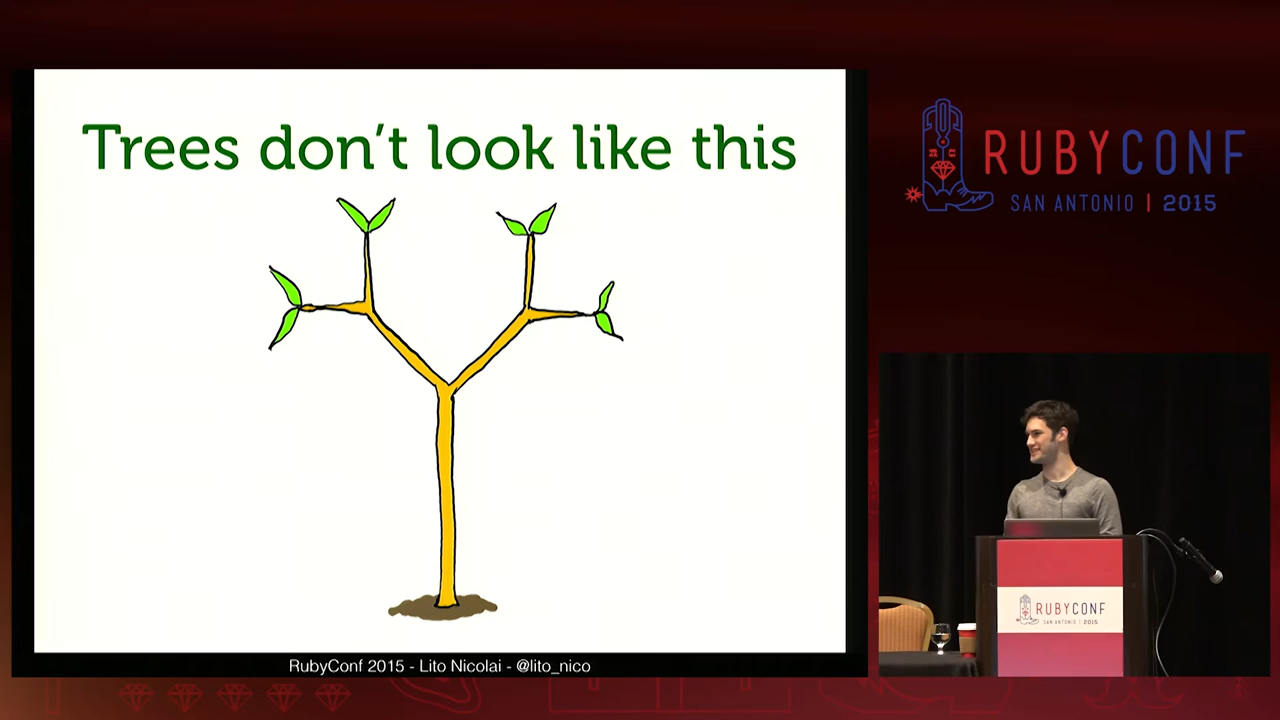 Trees don't look like this
RubyConf 2015 - Lito Nicolai - @lito_nico
RUBYCONF
SAN ANTONIO | 2015
RUBYCONF
SAN ANTONIO | 2015